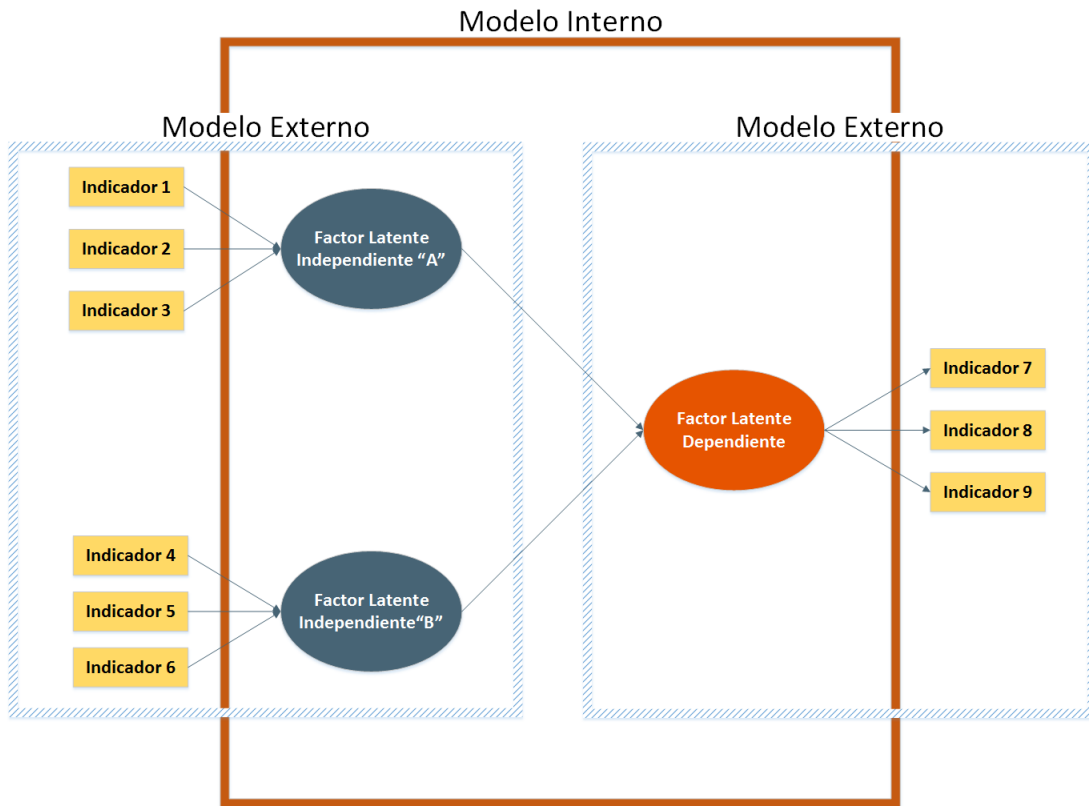 Modelo Interno
Modelo Externo
Modelo Externo
Indicador 1
Indicador 2
Indicador 3
Factor Latente
Independiente “A”
Indicador 4
Indicador 5
Indicador 6
Factor Latente
Independiente“B”
Factor Latente
Dependiente
Indicador 7
Indicador 8
Indicador 9